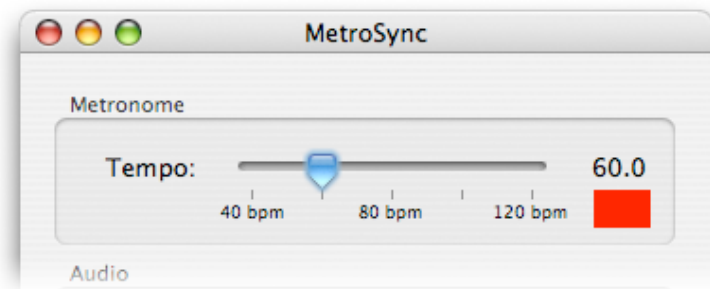 MetroSync
Metronome
Tempo: 60.0
40 bpm 80 bpm 120 bpm
Audio